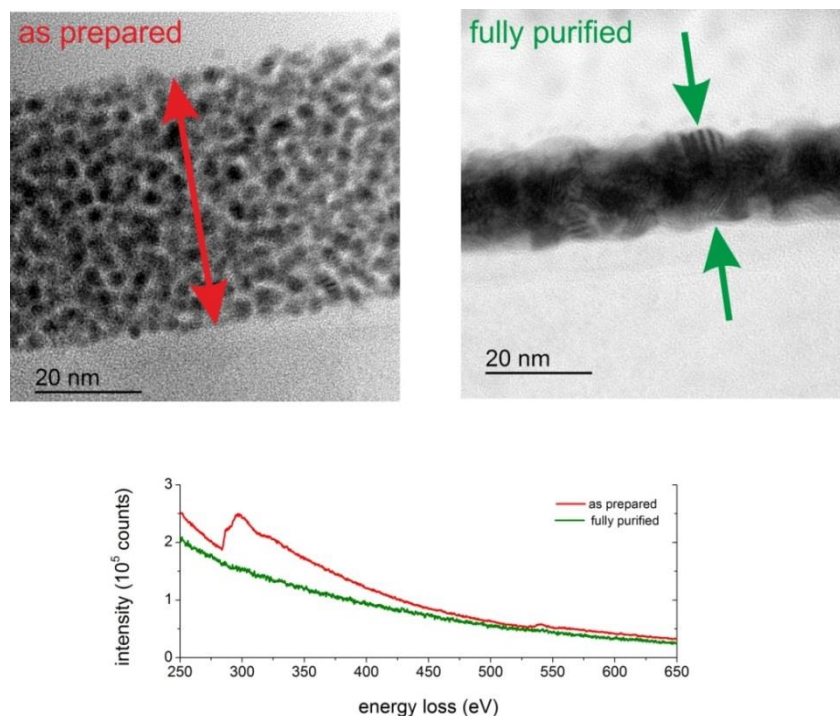 as prepared
20 nm
fully purified
20 nm
intensity (10⁵ counts)
3
2
1
0
as prepared
fully purified
250 300 350 400 450 500 550 600 650
energy loss (eV)